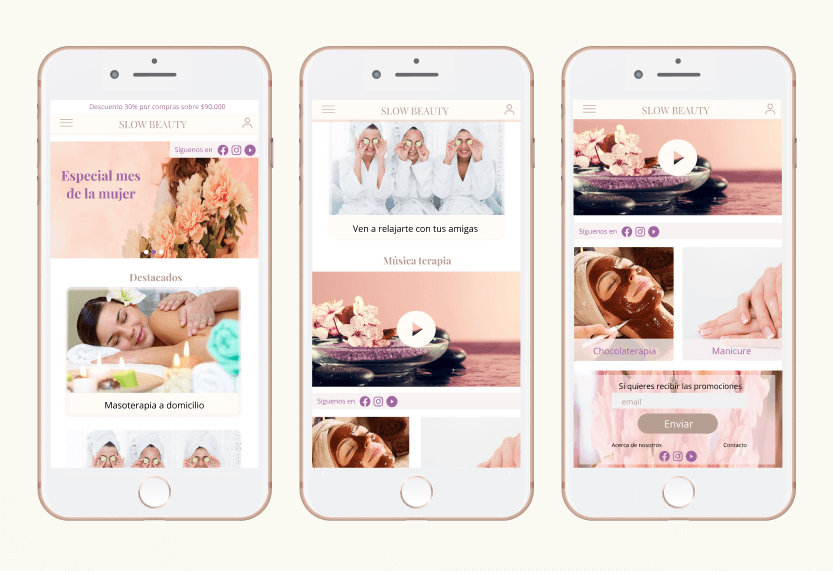 Descuento 30% por compras sobre $90.000
SLOW BEAUTY
Síguenos en
Especial mes
de la mujer
Destacados
Masoterapia a domicilio
SLOW BEAUTY
Ven a relajarte con tus amigas
Música terapia
Síguenos en
SLOW BEAUTY
Síguenos en
Chocolaterapia
Manicure
Si quieres recibir las promociones
email
Enviar
Acerca de nosotros
Contacto